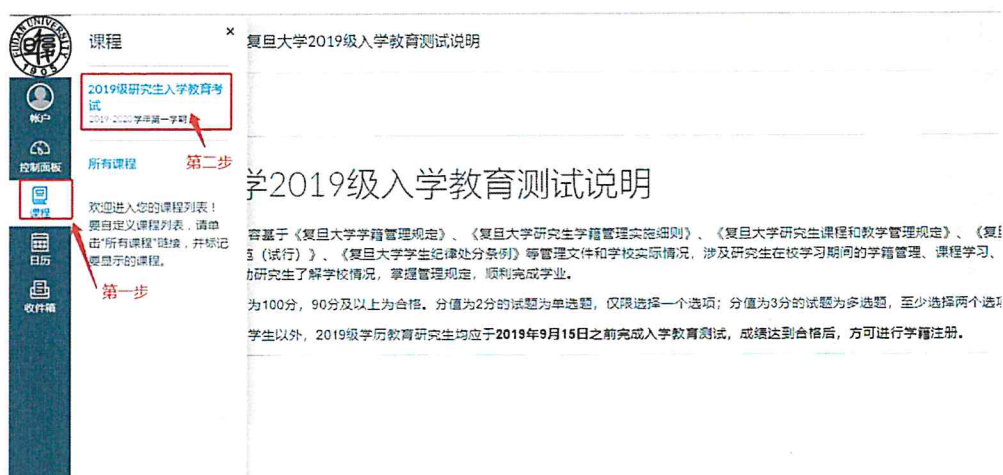 FUDAN UNIVERSITY
1905
课程
×
复旦大学2019级入学教育测试说明
2019级研究生入学教育考
试
2019-2020学年第一学期
帐户
控制面板
所有课程
第二步
学2019级入学教育测试说明
课程
欢迎进入您的课程列表！
要自定义课程列表，请单
击“所有课程”链接，并标记
要显示的课程。
日历
第一步
收件箱
容基于《复旦大学学籍管理规定》、《复旦大学研究生学籍管理实施细则》、《复旦大学研究生课程和教学管理规定》、《复旦
（试行）》、《复旦大学学生纪律处分条例》等管理文件和学校实际情况，涉及研究生在校学习期间的学籍管理、课程学习、
研究生了解学校情况，掌握管理规定，顺利完成学业。
为100分，90分及以上为合格。分值为2分的试题为单选题，仅限选择一个选项；分值为3分的试题为多选题，至少选择两个选项
学生以外，2019级学历教育研究生均应于2019年9月15日之前完成入学教育测试，成绩达到合格后，方可进行学籍注册。